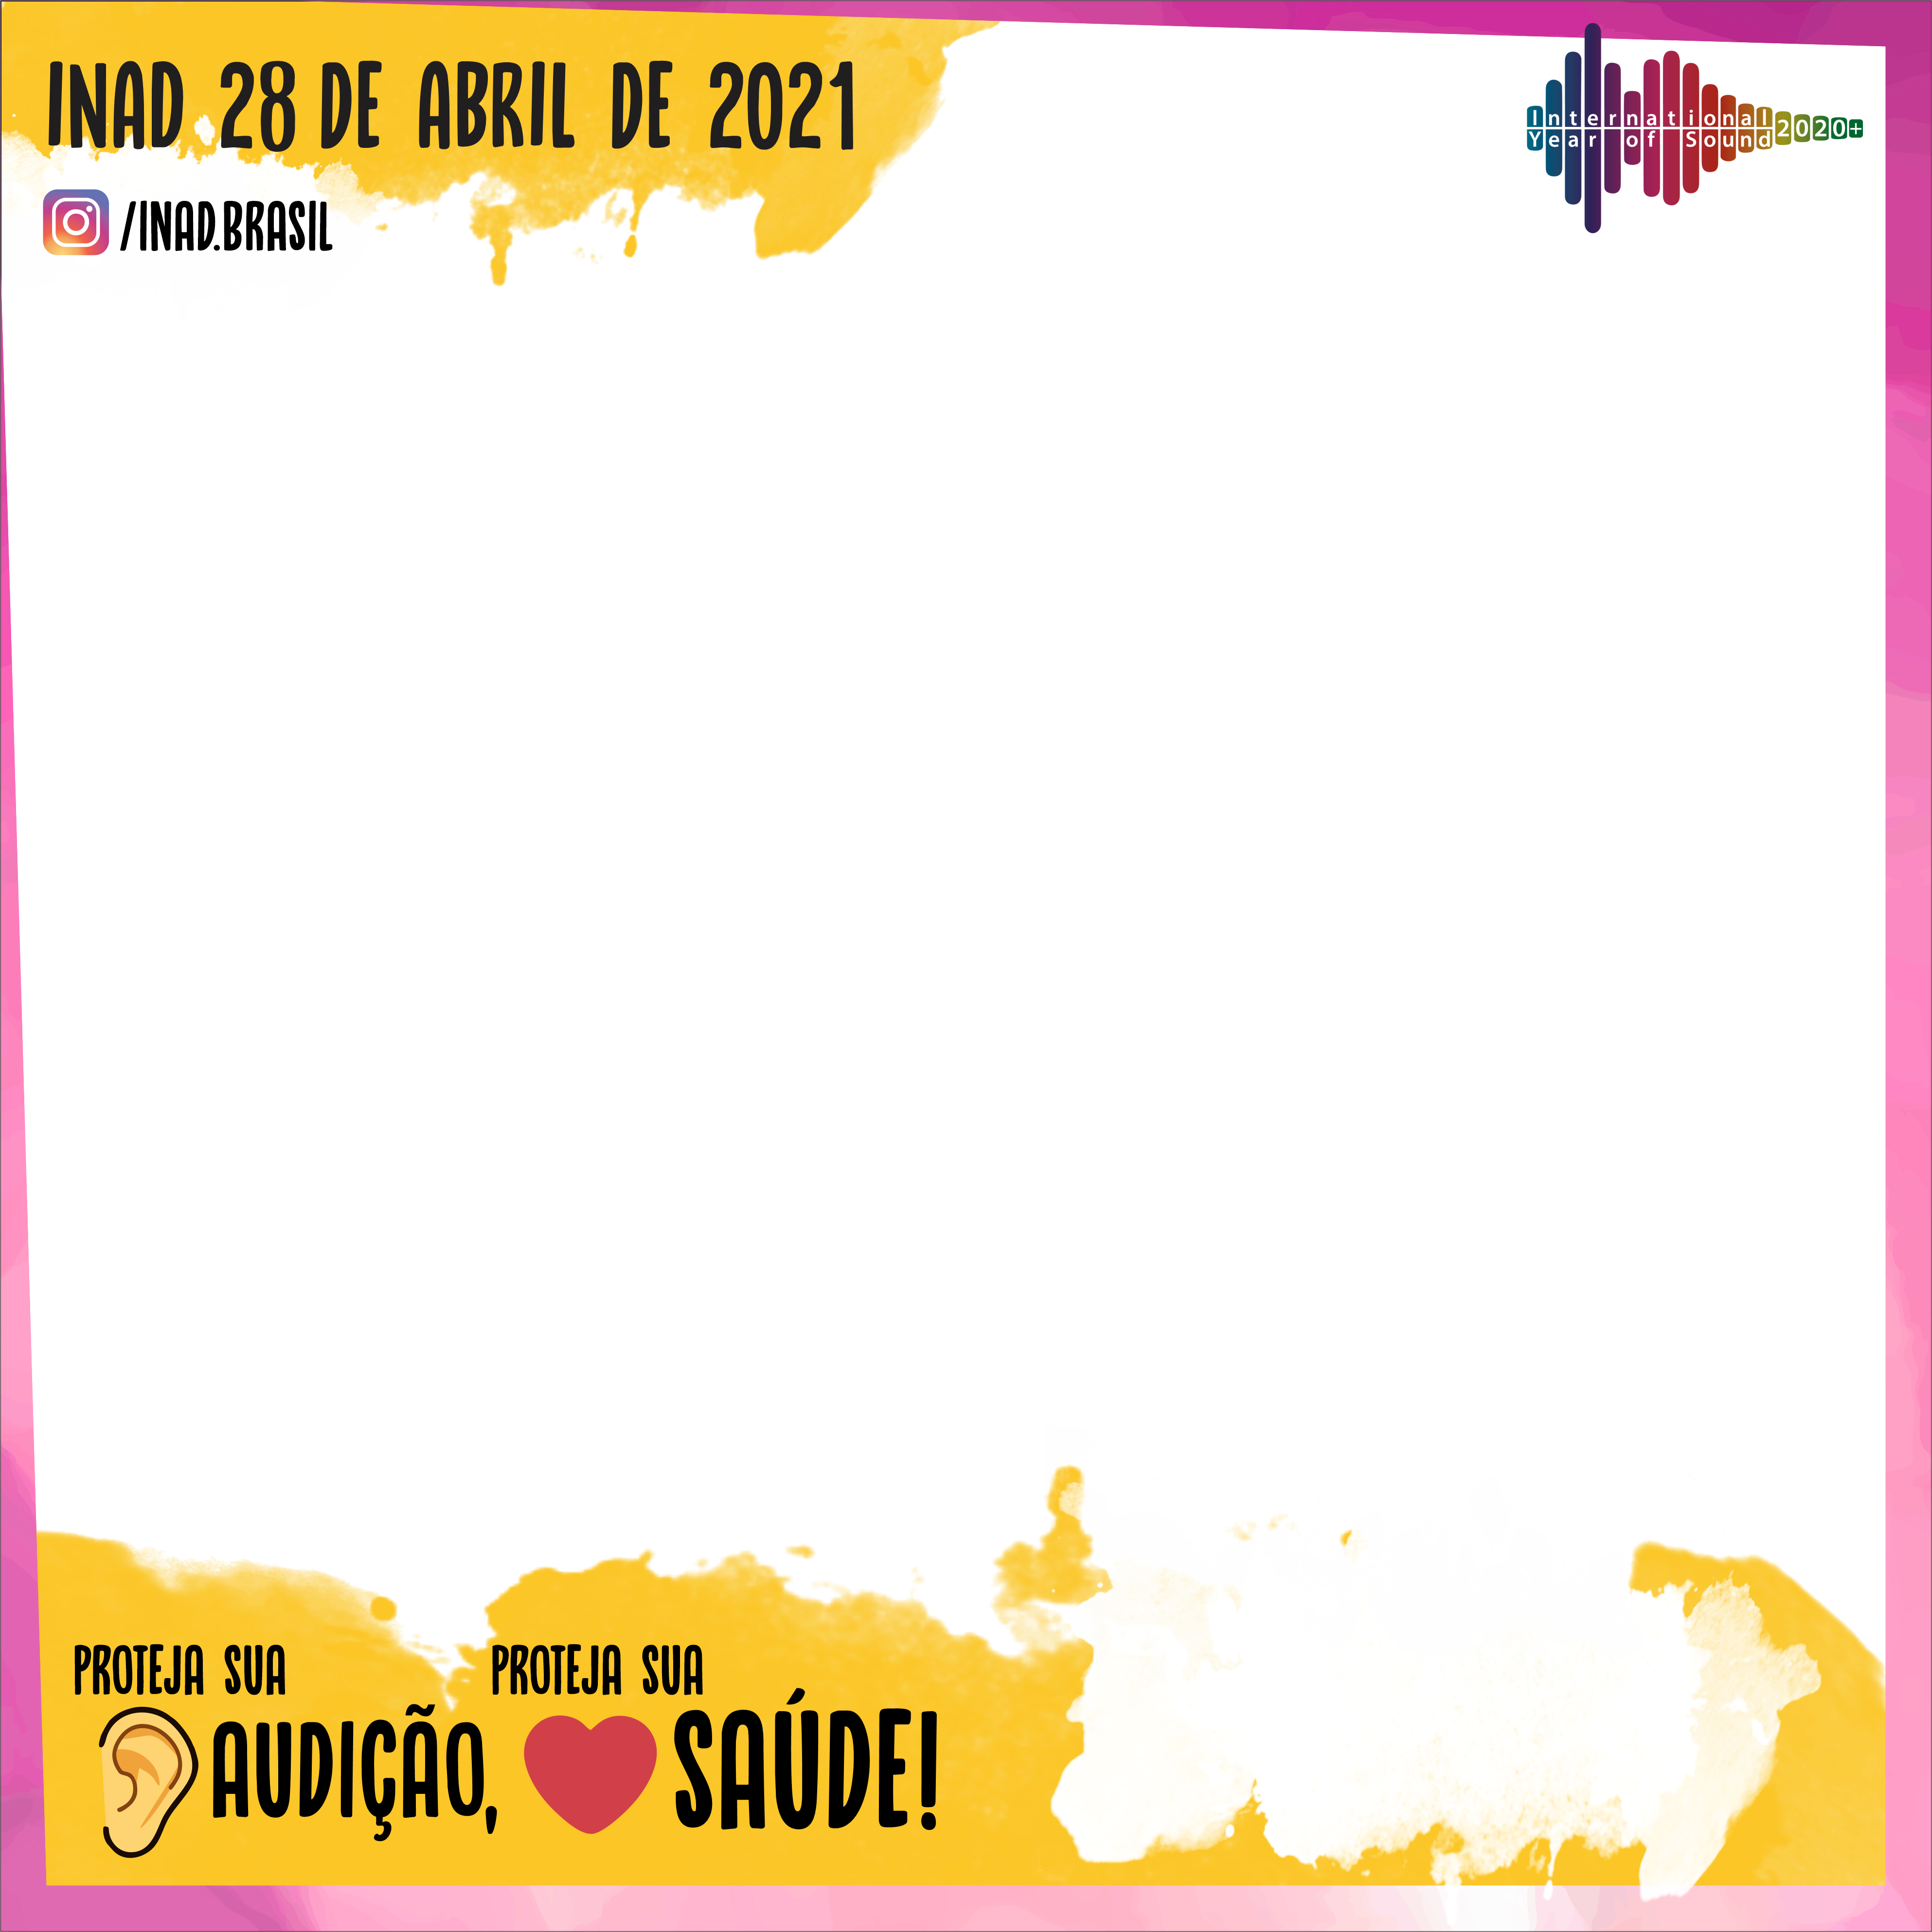 INAD 28 DE ABRIL DE 2021
International
Year of Sound 2020+
/INAD.BRASIL
PROTEJA SUA
AUDIÇÃO,
PROTEJA SUA
SAÚDE!